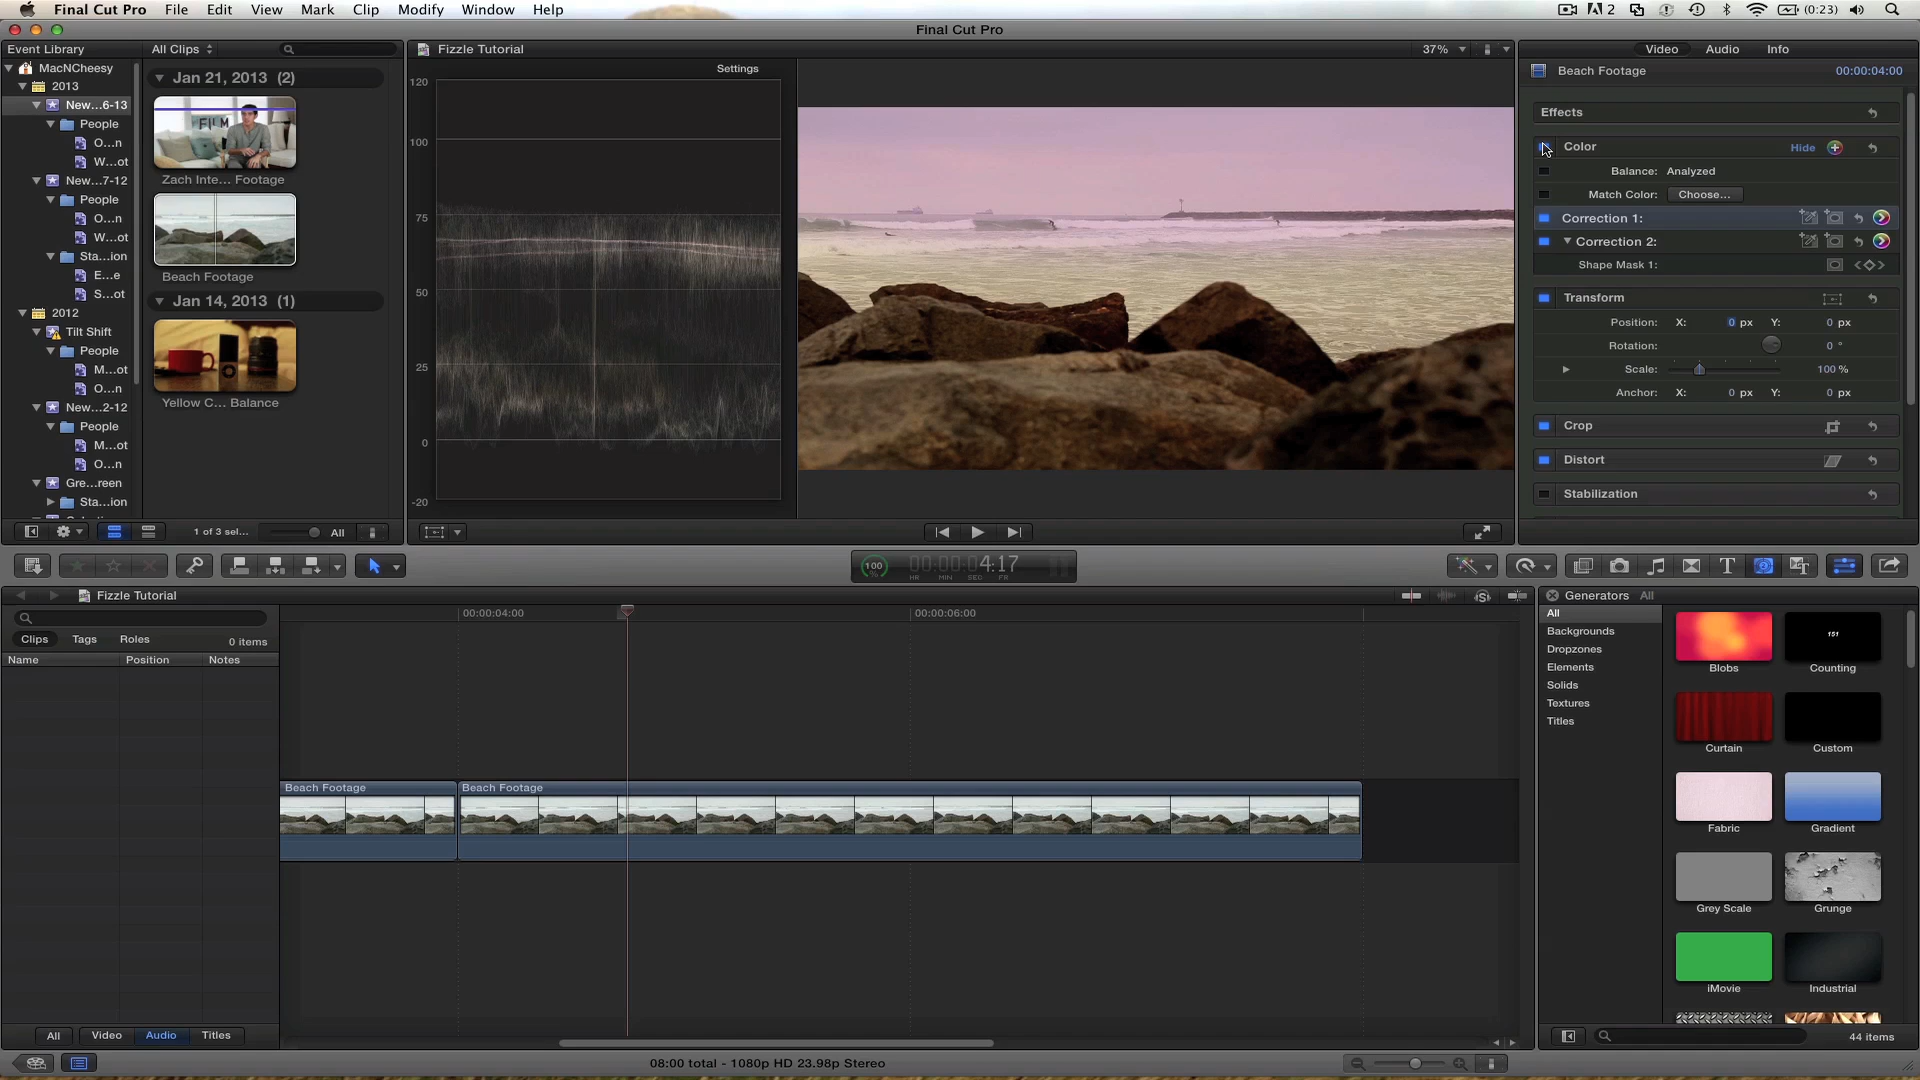 Final Cut Pro File Edit View Mark Clip Modify Window Help
2 (0:23)
Final Cut Pro
Event Library All Clips
MacNCheesy
2013
New...6-13
People
O...n
W...ot
New...7-12
People
O...n
W...ot
Sta...ion
E...e
S...ot
2012
Tilt Shift
People
M...ot
O...n
New...2-12
People
M...ot
O...n
Gre...reen
Sta...ion
Jan 21, 2013 (2)
FILM
Zach Inte... Footage
Beach Footage
Jan 14, 2013 (1)
Yellow C... Balance
1 of 3 sel... All
Fizzle Tutorial 37%
Settings
120
100
75
50
25
0
-20
Video Audio Info
Beach Footage 00:00:04:00
Effects
Color Hide
Balance: Analyzed
Match Color: Choose...
Correction 1:
Correction 2:
Shape Mask 1:
Transform
Position: X: 0 px Y: 0 px
Rotation: 0 °
Scale: 100 %
Anchor: X: 0 px Y: 0 px
Crop
Distort
Stabilization
100 % 00:00:04:17
HR MIN SEC FR
Fizzle Tutorial
Clips Tags Roles 0 items
Name Position Notes
00:00:04:00 00:00:06:00
Beach Footage Beach Footage
All Video Audio Titles
08:00 total - 1080p HD 23.98p Stereo
Generators All
All
Backgrounds
Dropzones
Elements
Solids
Textures
Titles
Blobs Counting
Curtain Custom
Fabric Gradient
Grey Scale Grunge
iMovie Industrial
44 items